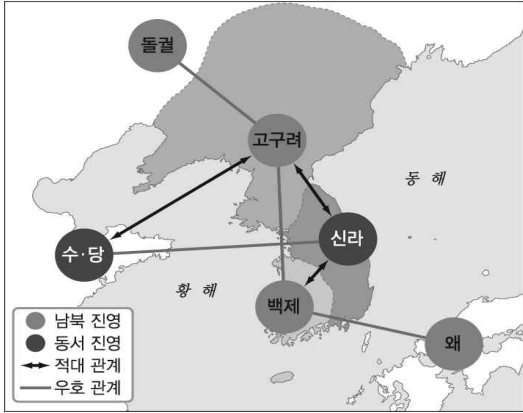 돌궐
고구려
동 해
신라
수·당
황 해
백제
왜
남북 진영
동서 진영
적대 관계
우호 관계